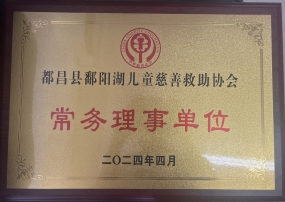 都昌县鄱阳湖儿童慈善救助协会
常务理事单位
二〇二四年四月